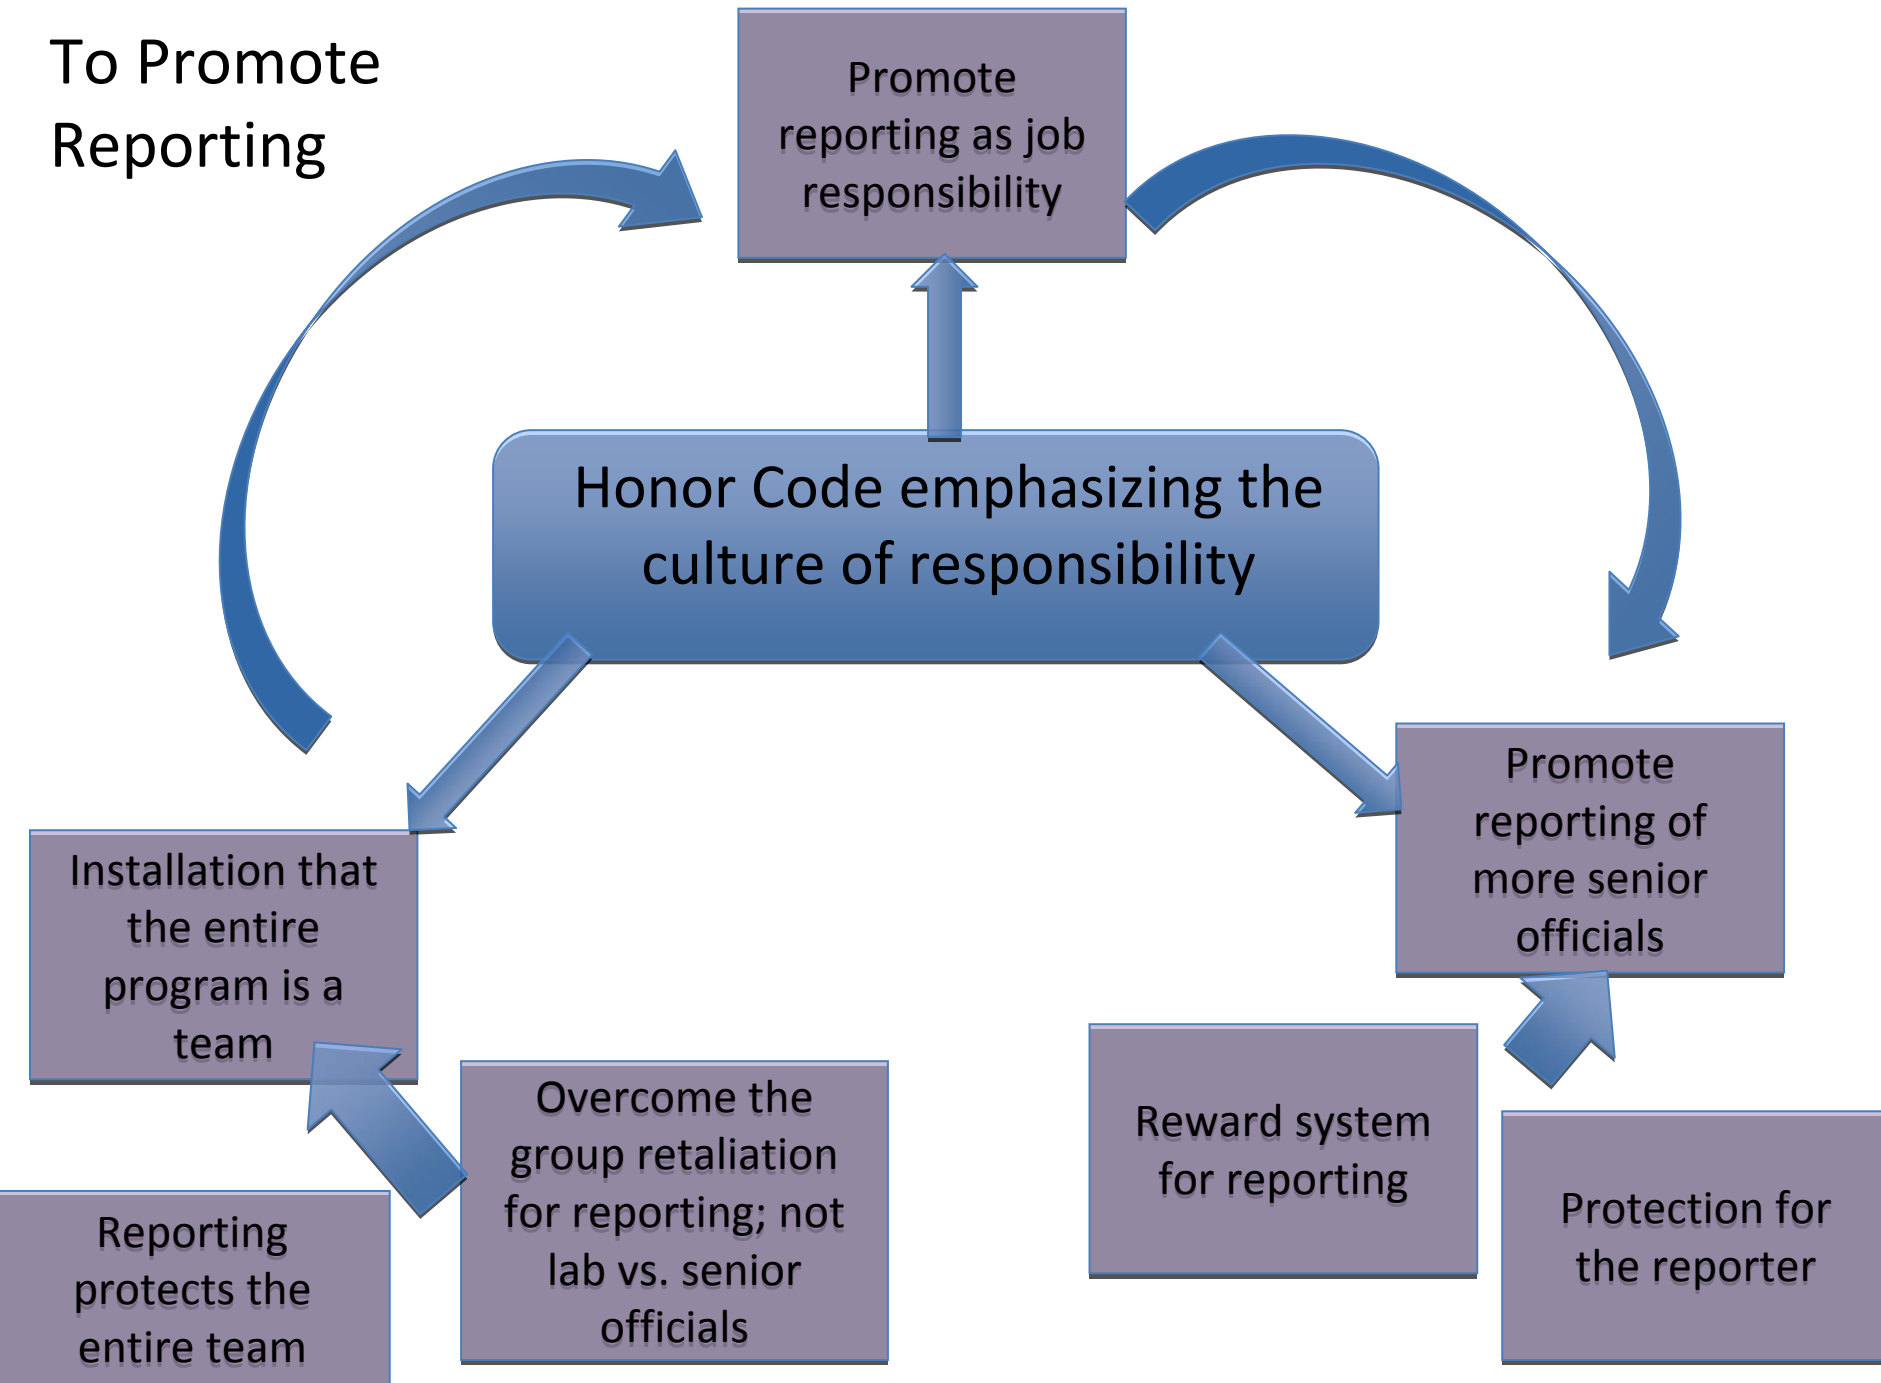 To Promote
Reporting
Promote
reporting as job
responsibility
Honor Code emphasizing the
culture of responsibility
Promote
reporting of
more senior
officials
Installation that
the entire
program is a
team
Overcome the
group retaliation
for reporting; not
lab vs. senior
officials
Reward system
for reporting
Protection for
the reporter
Reporting
protects the
entire team